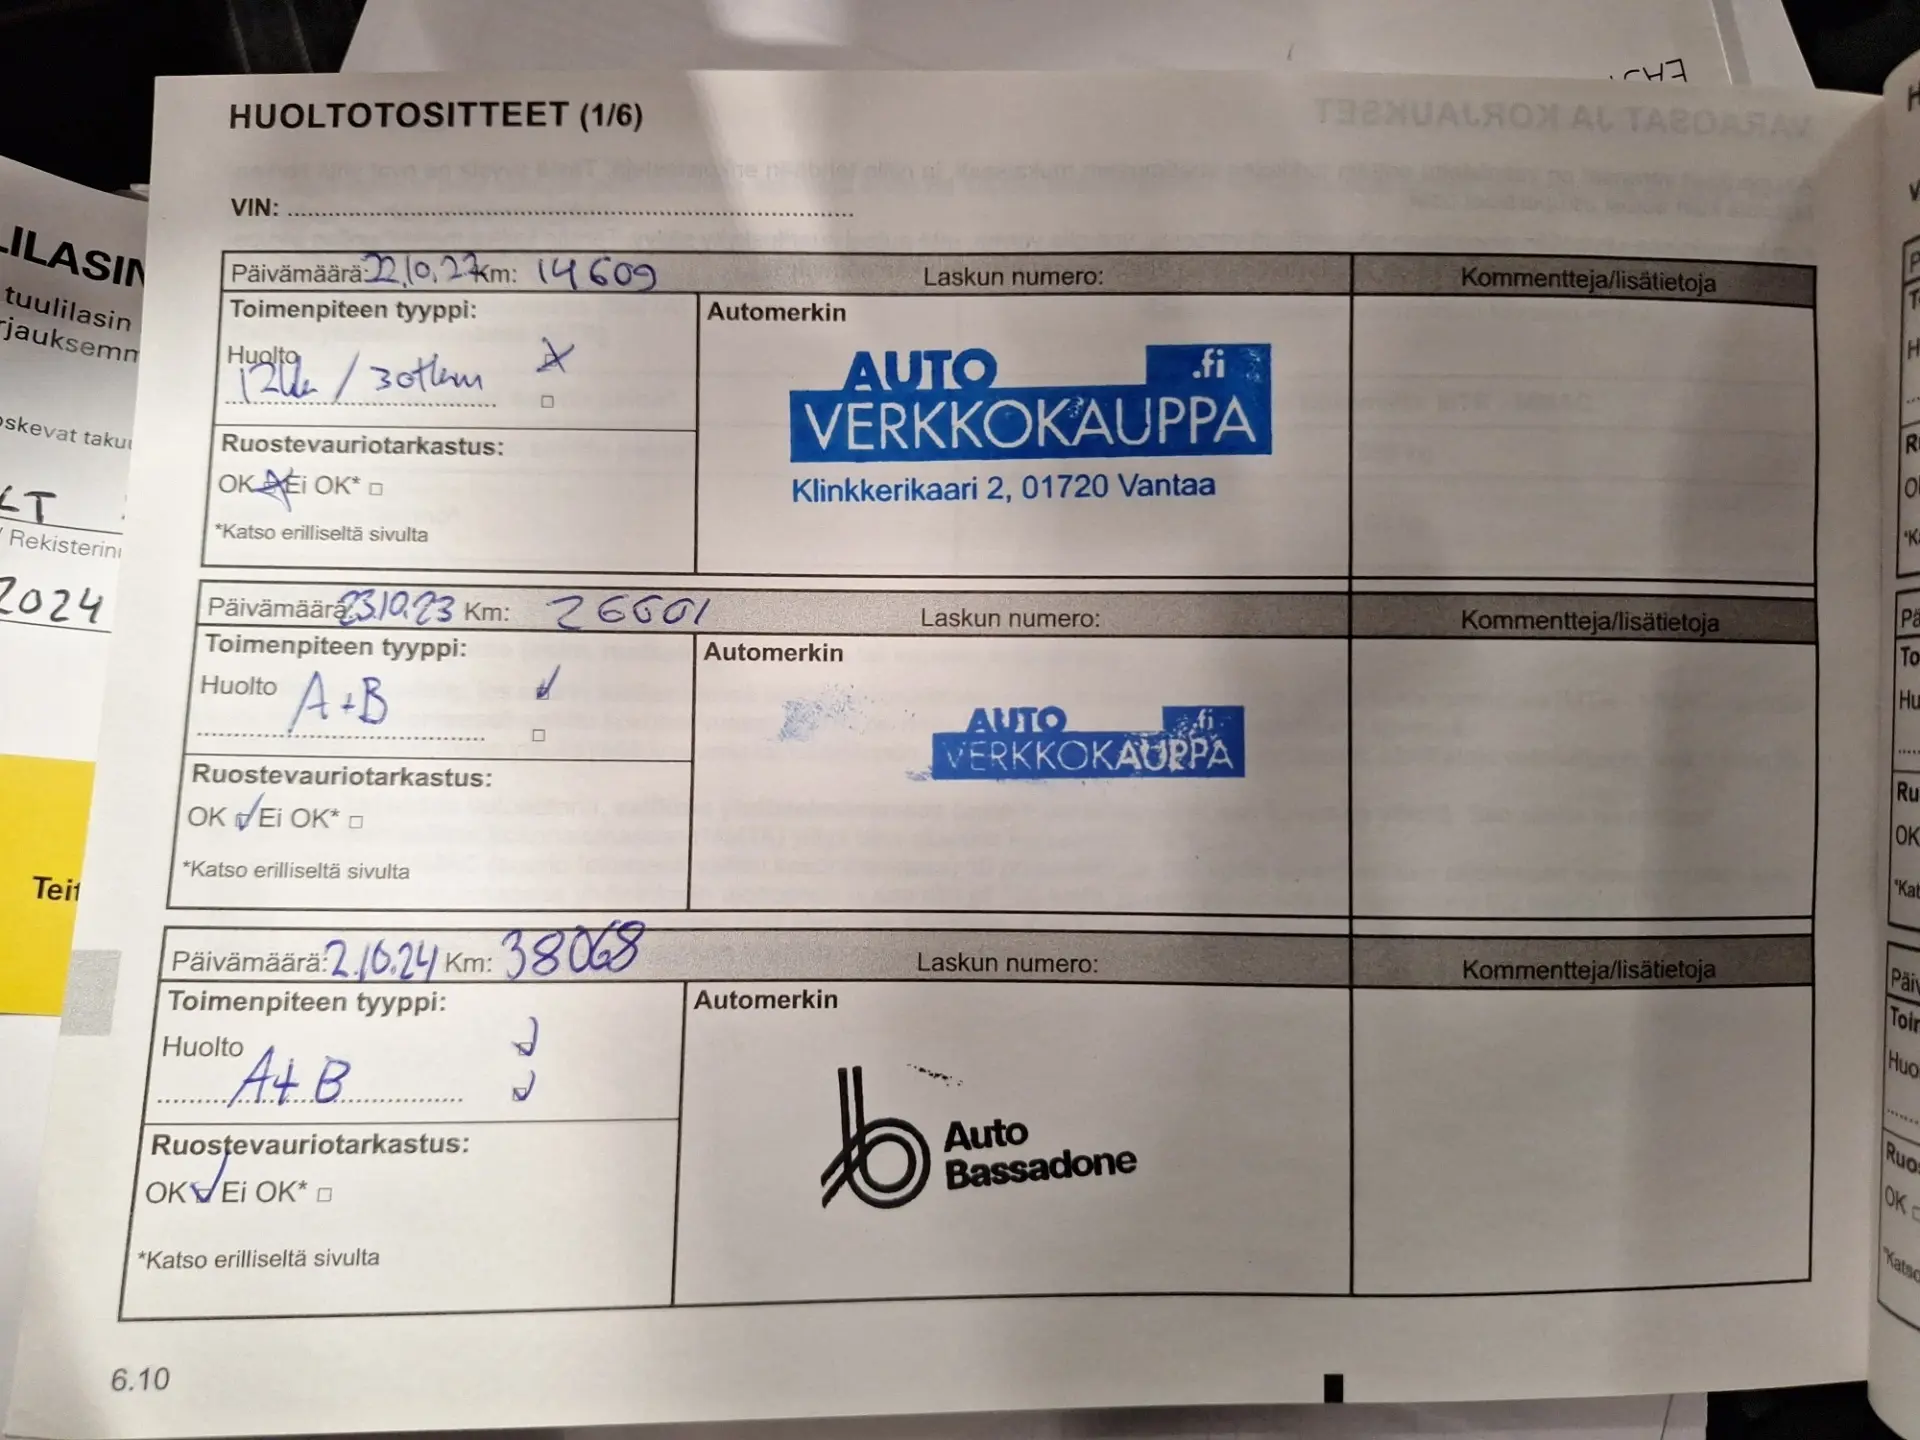 HUOLTOTOSITTEET (1/6)
VIN:
Päivämäärä: 22.10.22 Km: 14609 Laskun numero: Kommentteja/lisätietoja
Toimenpiteen tyyppi: Automerkin
Huolto
12kk / 30tkm
AUTO .fi
VERKKOKAUPPA
Klinkkerikaari 2, 01720 Vantaa
Ruostevauriotarkastus:
OK Ei OK*
*Katso erilliseltä sivulta
Päivämäärä: 23.10.23 Km: 26601 Laskun numero: Kommentteja/lisätietoja
Toimenpiteen tyyppi: Automerkin
Huolto A+B
AUTO .fi
VERKKOKAUPPA
Ruostevauriotarkastus:
OK Ei OK*
*Katso erilliseltä sivulta
Päivämäärä: 2.10.24 Km: 38068 Laskun numero: Kommentteja/lisätietoja
Toimenpiteen tyyppi: Automerkin
Huolto
A+B
Auto
Bassadone
Ruostevauriotarkastus:
OK Ei OK*
*Katso erilliseltä sivulta
6.10
tuulilasin
2024